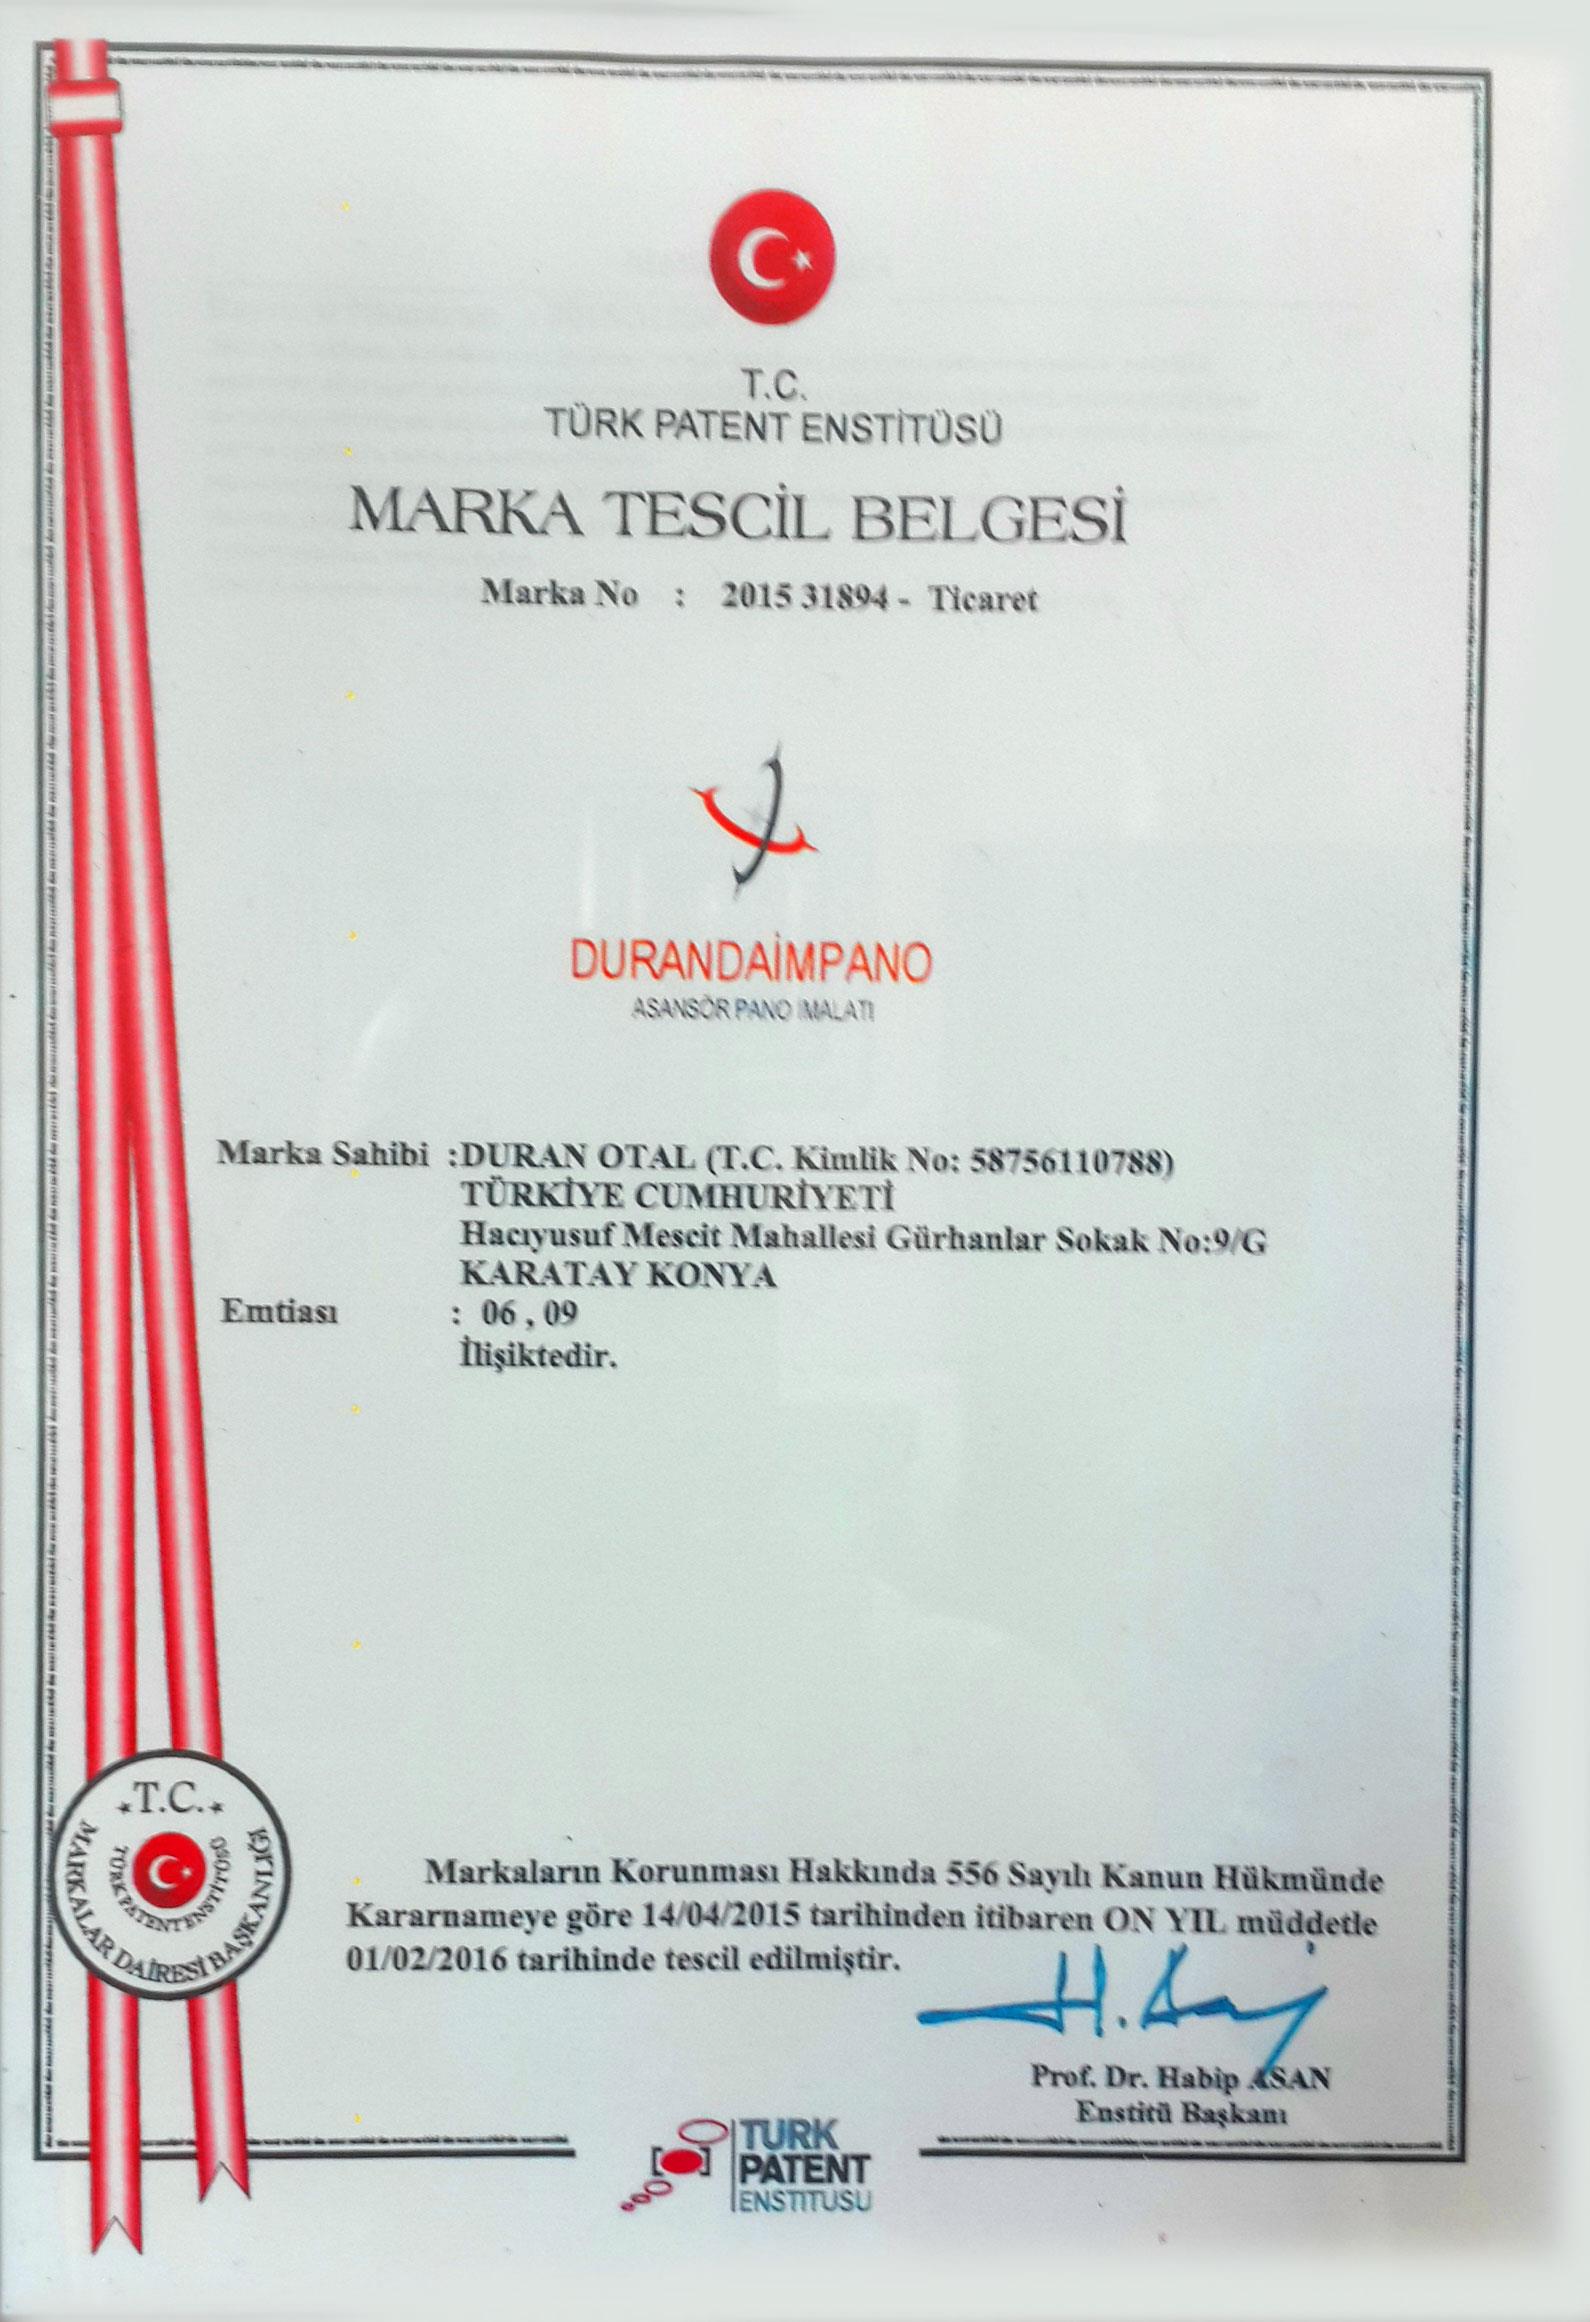 T.C.
TÜRK PATENT ENSTİTÜSÜ
MARKA TESCİL BELGESİ
Marka No : 2015 31894 - Ticaret
DURANDAİMPANO
ASANSÖR PANO İMALATI
Marka Sahibi :DURAN OTAL (T.C. Kimlik No: 58756110788)
TÜRKİYE CUMHURİYETİ
Hacıyusuf Mescit Mahallesi Gürhanlar Sokak No:9/G
KARATAY KONYA
Emtiası : 06 , 09
İlişiktedir.
T.C.
TÜRK PATENT ENSTİTÜSÜ
MARKALAR DAİRESİ BAŞKANLIĞI
Markaların Korunması Hakkında 556 Sayılı Kanun Hükmünde
Kararnameye göre 14/04/2015 tarihinden itibaren ON YIL müddetle
01/02/2016 tarihinde tescil edilmiştir.
H. Asan
Prof. Dr. Habip ASAN
Enstitü Başkanı
TURK
PATENT
ENSTITUSU